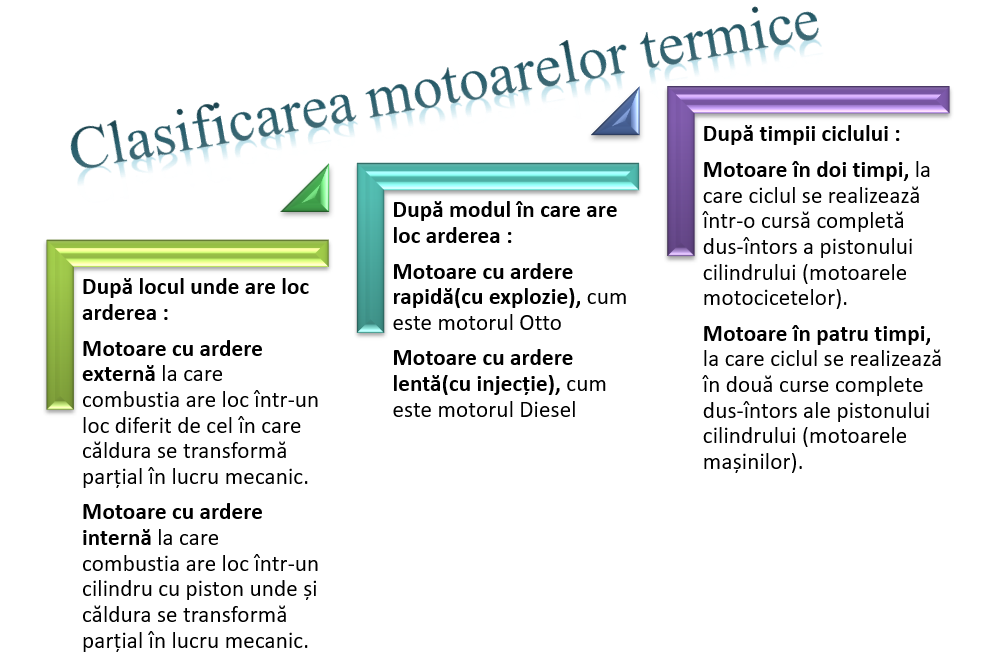 Clasificarea motoarelor termice
După locul unde are loc
arderea :
Motoare cu ardere
externă la care
combustia are loc într-un
loc diferit de cel în care
căldura se transformă
parțial în lucru mecanic.
Motoare cu ardere
internă la care
combustia are loc într-un
cilindru cu piston unde și
căldura se transformă
parțial în lucru mecanic.
După modul în care are
loc arderea :
Motoare cu ardere
rapidă(cu explozie), cum
este motorul Otto
Motoare cu ardere
lentă(cu injecție), cum
este motorul Diesel
După timpii ciclului :
Motoare în doi timpi, la
care ciclul se realizează
într-o cursă completă
dus-întors a pistonului
cilindrului (motoarele
motocicetelor).
Motoare în patru timpi,
la care ciclul se realizează
în două curse complete
dus-întors ale pistonului
cilindrului (motoarele
mașinilor).